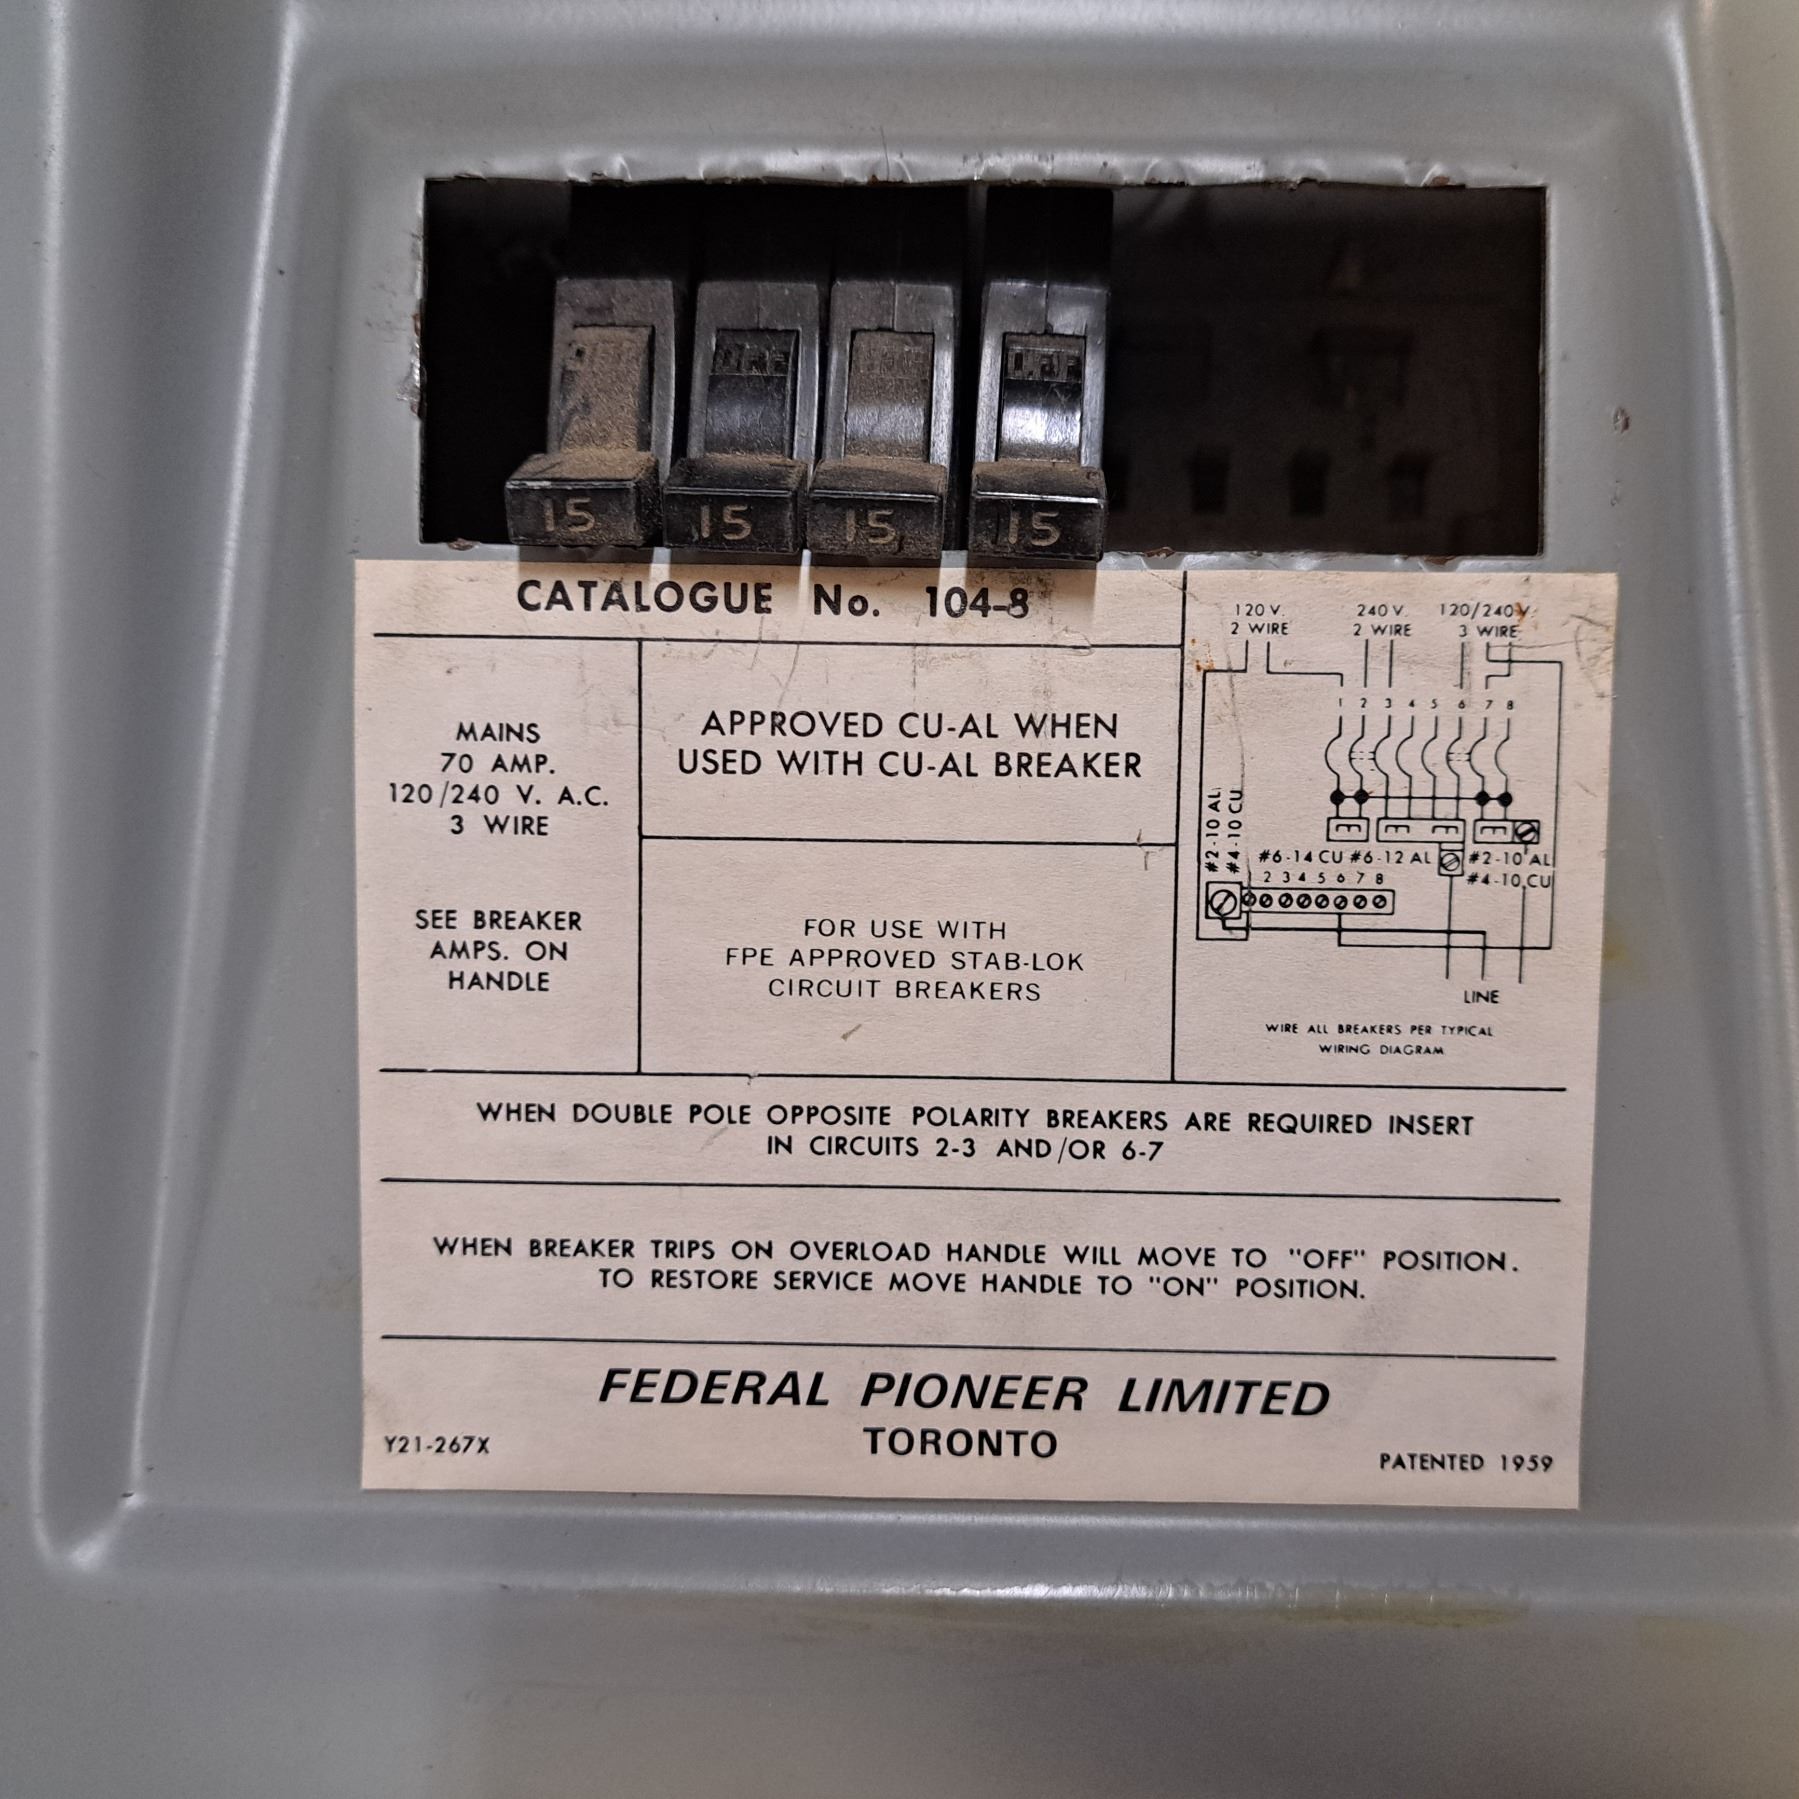 OFF
OFF
15 15 15 15
CATALOGUE No. 104-8
MAINS
70 AMP.
120/240 V. A.C.
3 WIRE
SEE BREAKER
AMPS. ON
HANDLE
APPROVED CU-AL WHEN
USED WITH CU-AL BREAKER
FOR USE WITH
FPE APPROVED STAB-LOK
CIRCUIT BREAKERS
120 V. 240 V. 120/240 V.
2 WIRE 2 WIRE 3 WIRE
1 2 3 4 5 6 7 8
#2-10 AL
#4-10 CU
#6-14 CU #6-12 AL #2-10 AL
#4-10 CU
2 3 4 5 6 7 8
LINE
WIRE ALL BREAKERS PER TYPICAL
WIRING DIAGRAM
WHEN DOUBLE POLE OPPOSITE POLARITY BREAKERS ARE REQUIRED INSERT
IN CIRCUITS 2-3 AND/OR 6-7
WHEN BREAKER TRIPS ON OVERLOAD HANDLE WILL MOVE TO "OFF" POSITION.
TO RESTORE SERVICE MOVE HANDLE TO "ON" POSITION.
FEDERAL PIONEER LIMITED
TORONTO
Y21-267X
PATENTED 1959